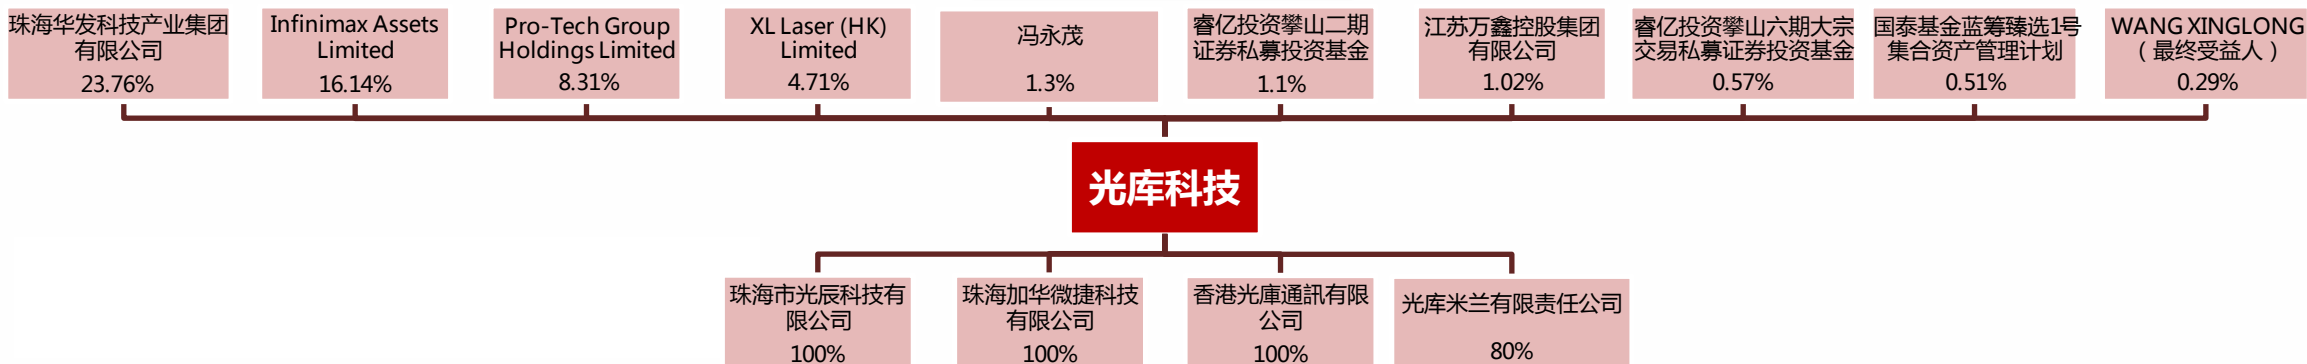 珠海华发科技产业集团
有限公司
23.76%
Infinimax Assets
Limited
16.14%
Pro-Tech Group
Holdings Limited
8.31%
XL Laser (HK)
Limited
4.71%
冯永茂
1.3%
睿亿投资攀山二期
证券私募投资基金
1.1%
江苏万鑫控股集团
有限公司
1.02%
睿亿投资攀山六期大宗
交易私募证券投资基金
0.57%
国泰基金蓝筹臻选1号
集合资产管理计划
0.51%
WANG XINGLONG
（最终受益人）
0.29%
光库科技
珠海市光辰科技有
限公司
100%
珠海加华微捷科技
有限公司
100%
香港光庫通訊有限
公司
100%
光库米兰有限责任公司
80%